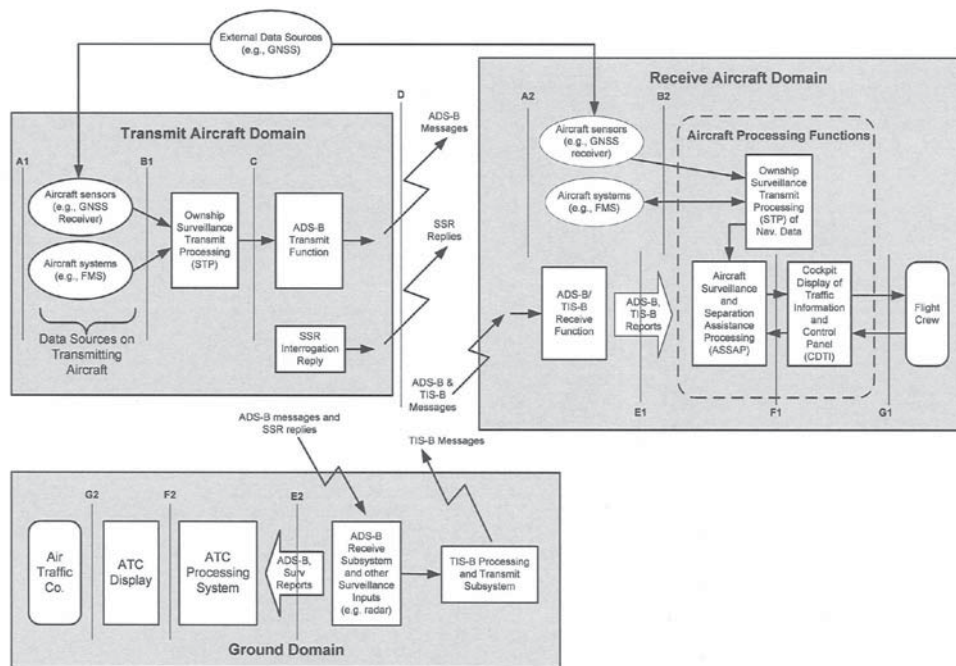 External Data Sources
(e.g., GNSS)
Transmit Aircraft Domain
A1
B1
C
D
Aircraft sensors
(e.g., GNSS
Receiver)
Aircraft systems
(e.g., FMS)
Data Sources on
Transmitting
Aircraft
Ownship
Surveillance
Transmit
Processing
(STP)
ADS-B
Transmit
Function
SSR
Interrogation
Reply
ADS-B
Messages
SSR
Replies
ADS-B &
TIS-B
Messages
Receive Aircraft Domain
A2
B2
Aircraft sensors
(e.g., GNSS
receiver)
Aircraft systems
(e.g., FMS)
Aircraft Processing Functions
Ownship
Surveillance
Transmit
Processing
(STP) of
Nav. Data
ADS-B/
TIS-B
Receive
Function
ADS-B,
TIS-B
Reports
Aircraft
Surveillance
and
Separation
Assistance
Processing
(ASSAP)
Cockpit
Display of
Traffic
Information
and
Control
Panel
(CDTI)
Flight
Crew
E1
F1
G1
ADS-B messages and
SSR replies
TIS-B Messages
G2
F2
E2
Air
Traffic
Co.
ATC
Display
ATC
Processing
System
ADS-B,
Surv
Reports
ADS-B
Receive
Subsystem
and other
Surveillance
Inputs
(e.g. radar)
TIS-B Processing
and Transmit
Subsystem
Ground Domain